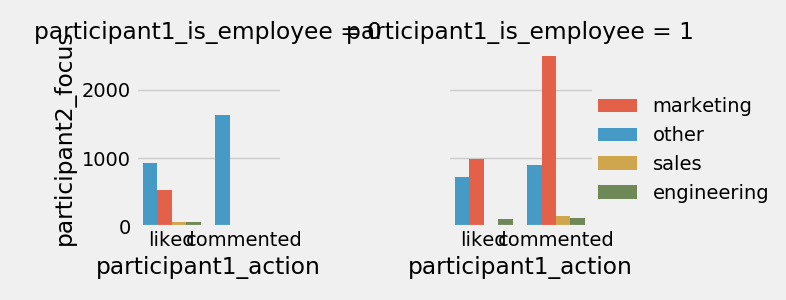 participant1_is_employee = 0
participant1_is_employee = 1
participant2_focus
2000
1000
0
liked
commented
liked
commented
participant1_action
participant1_action
marketing
other
sales
engineering